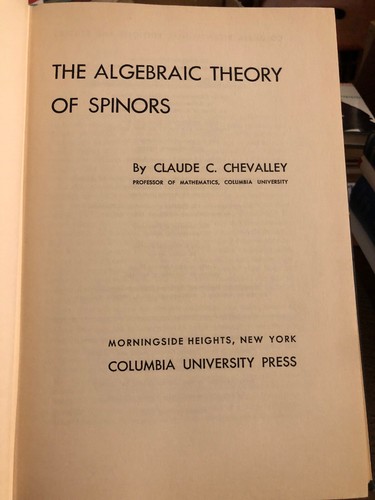 THE ALGEBRAIC THEORY
OF SPINORS
By CLAUDE C. CHEVALLEY
PROFESSOR OF MATHEMATICS, COLUMBIA UNIVERSITY
MORNINGSIDE HEIGHTS, NEW YORK
COLUMBIA UNIVERSITY PRESS